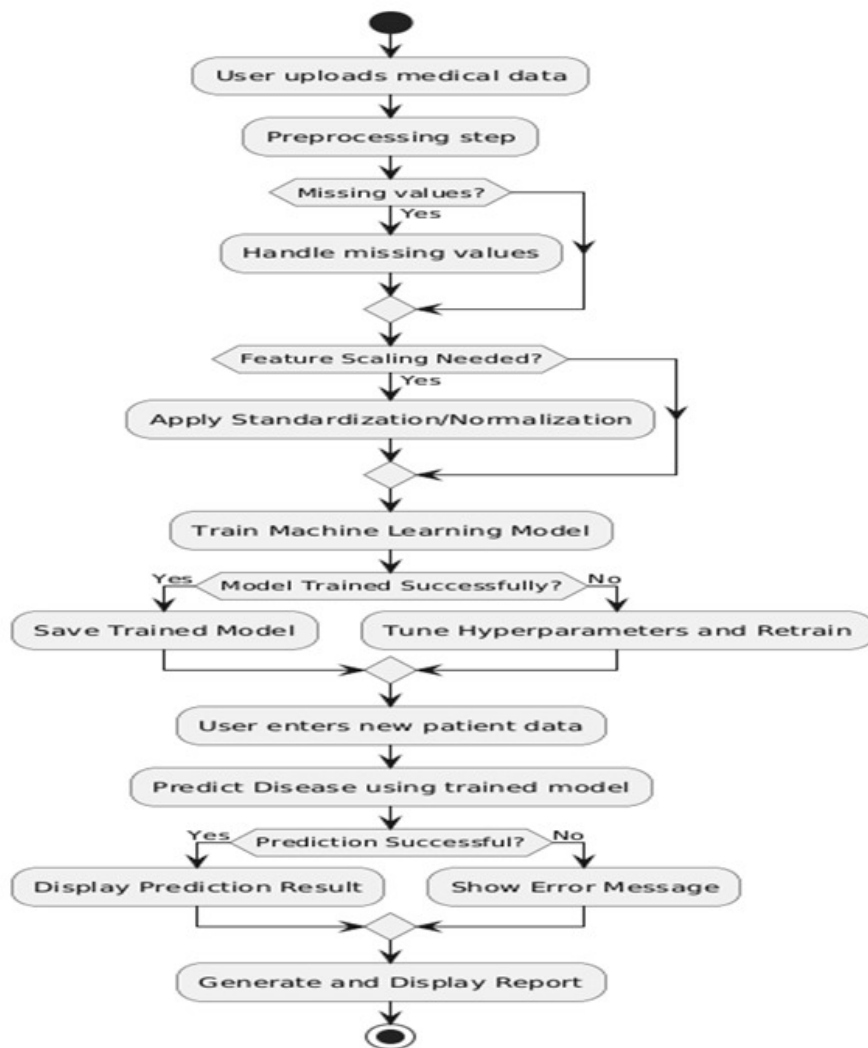 User uploads medical data
Preprocessing step
Missing values?
Yes
Handle missing values
Feature Scaling Needed?
Yes
Apply Standardization/Normalization
Train Machine Learning Model
Yes
Model Trained Successfully?
No
Save Trained Model
Tune Hyperparameters and Retrain
User enters new patient data
Predict Disease using trained model
Yes
Prediction Successful?
No
Display Prediction Result
Show Error Message
Generate and Display Report